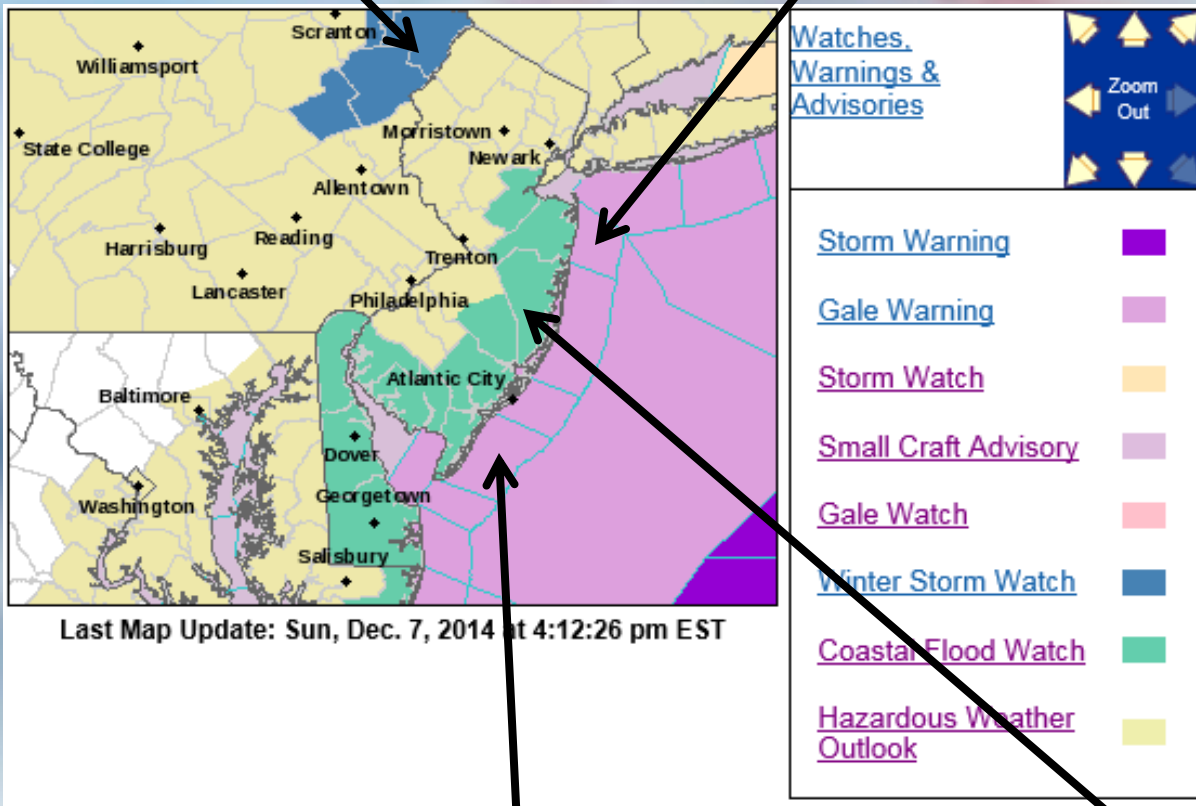 Scranton
Williamsport
State College
Morristown
Newark
Allentown
Harrisburg
Reading
Trenton
Lancaster
Philadelphia
Baltimore
Atlantic City
Dover
Washington
Georgetown
Salisbury
Last Map Update: Sun, Dec. 7, 2014 at 4:12:26 pm EST
Watches,
Warnings &
Advisories
Zoom
Out
Storm Warning
Gale Warning
Storm Watch
Small Craft Advisory
Gale Watch
Winter Storm Watch
Coastal Flood Watch
Hazardous Weather
Outlook